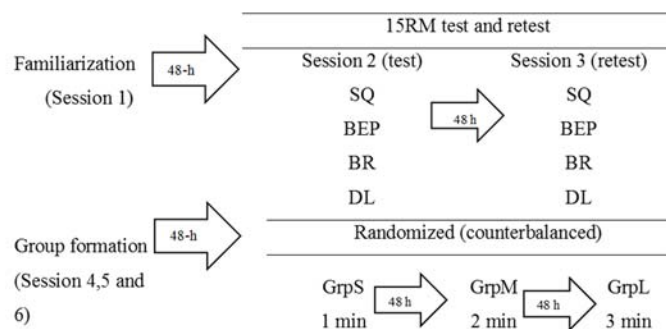 15RM test and retest
Familiarization
(Session 1)
48-h
Session 2 (test)
Session 3 (retest)
SQ
SQ
BEP
48 h
BEP
BR
BR
DL
DL
Group formation
(Session 4,5 and
6)
48-h
Randomized (counterbalanced)
GrpS
48 h
GrpM
48 h
GrpL
1 min
2 min
3 min